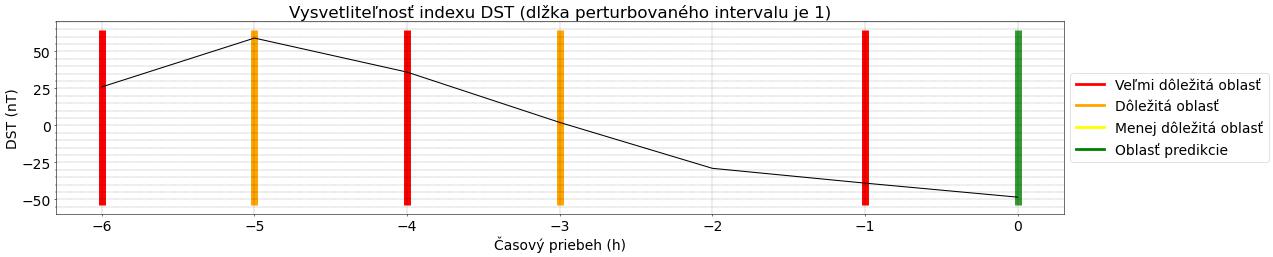 Vysvetliteľnosť indexu DST (dlžka perturbovaného intervalu je 1)
DST (nT)
50
25
0
−25
−50
−6 −5 −4 −3 −2 −1 0
Časový priebeh (h)
Veľmi dôležitá oblasť
Dôležitá oblasť
Menej dôležitá oblasť
Oblasť predikcie